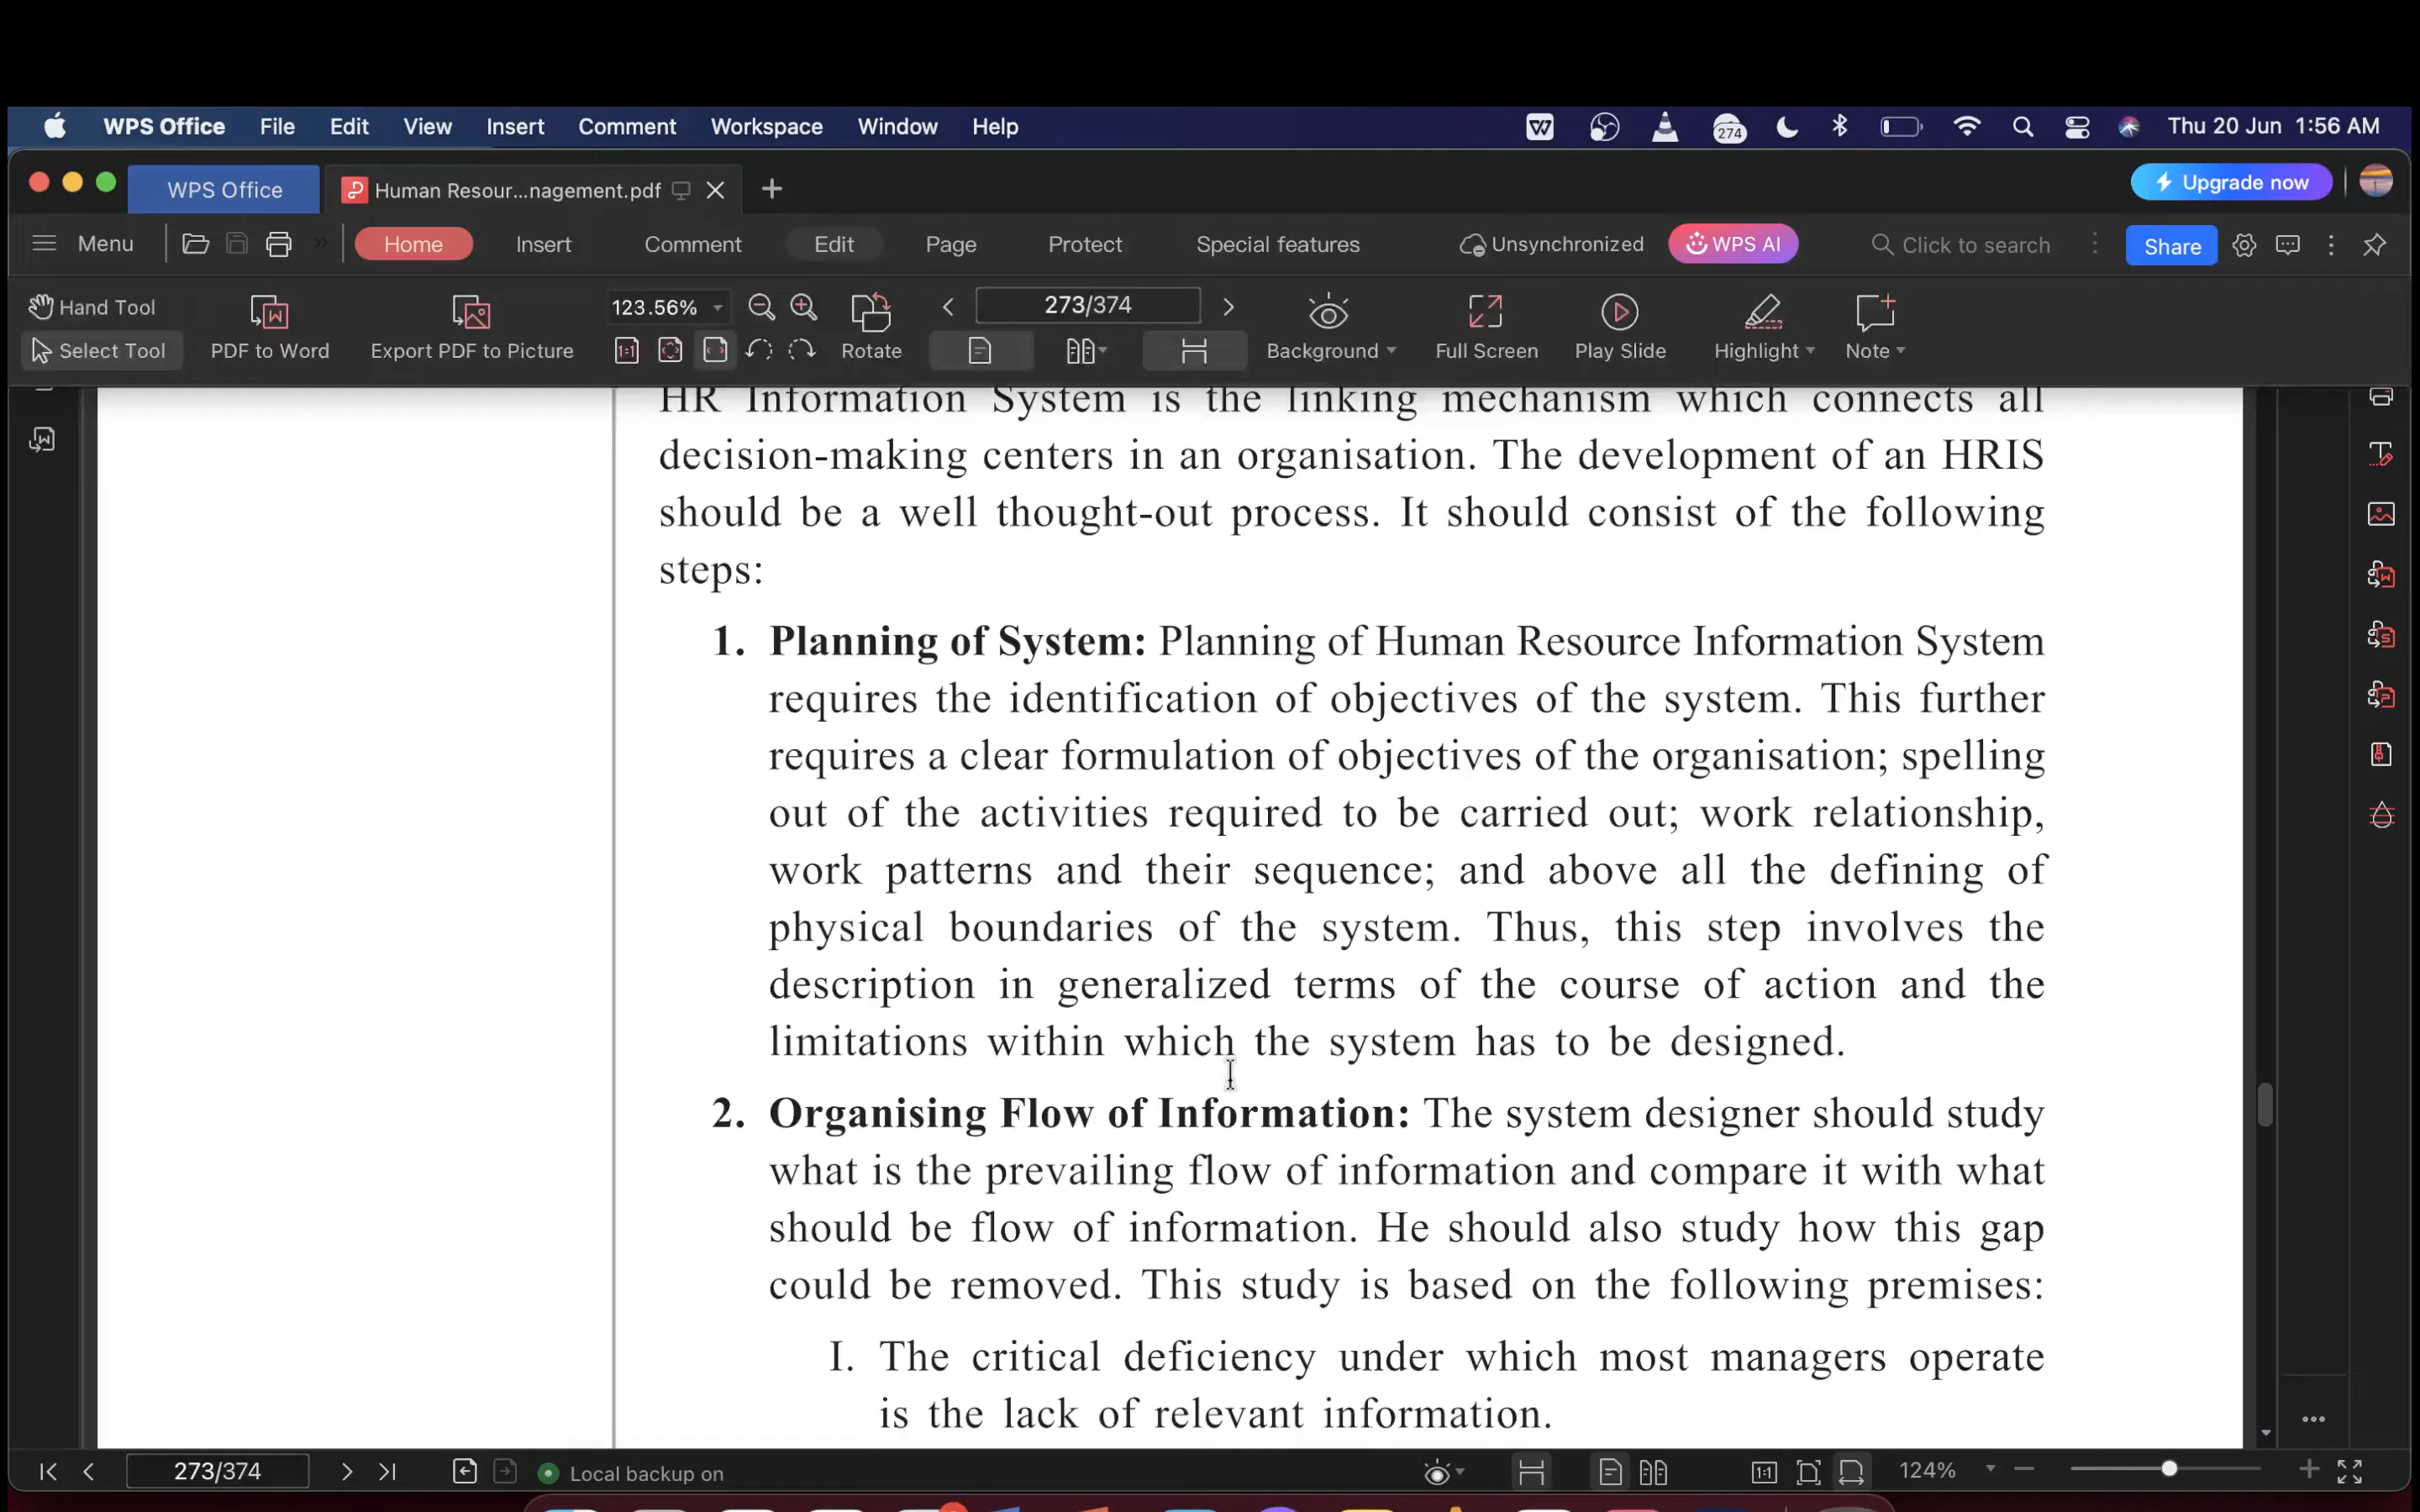 WPS Office File Edit View Insert Comment Workspace Window Help 274 Thu 20 Jun 1:56 AM
WPS Office Human Resour...nagement.pdf Upgrade now
Menu Home Insert Comment Edit Page Protect Special features Unsynchronized WPS AI Click to search Share
Hand Tool 123.56% 273/374
Select Tool PDF to Word Export PDF to Picture Rotate Background Full Screen Play Slide Highlight Note
HR Information System is the linking mechanism which connects all
decision-making centers in an organisation. The development of an HRIS
should be a well thought-out process. It should consist of the following
steps:
1. Planning of System: Planning of Human Resource Information System
requires the identification of objectives of the system. This further
requires a clear formulation of objectives of the organisation; spelling
out of the activities required to be carried out; work relationship,
work patterns and their sequence; and above all the defining of
physical boundaries of the system. Thus, this step involves the
description in generalized terms of the course of action and the
limitations within which the system has to be designed.
2. Organising Flow of Information: The system designer should study
what is the prevailing flow of information and compare it with what
should be flow of information. He should also study how this gap
could be removed. This study is based on the following premises:
I. The critical deficiency under which most managers operate
is the lack of relevant information.
273/374 Local backup on 124%